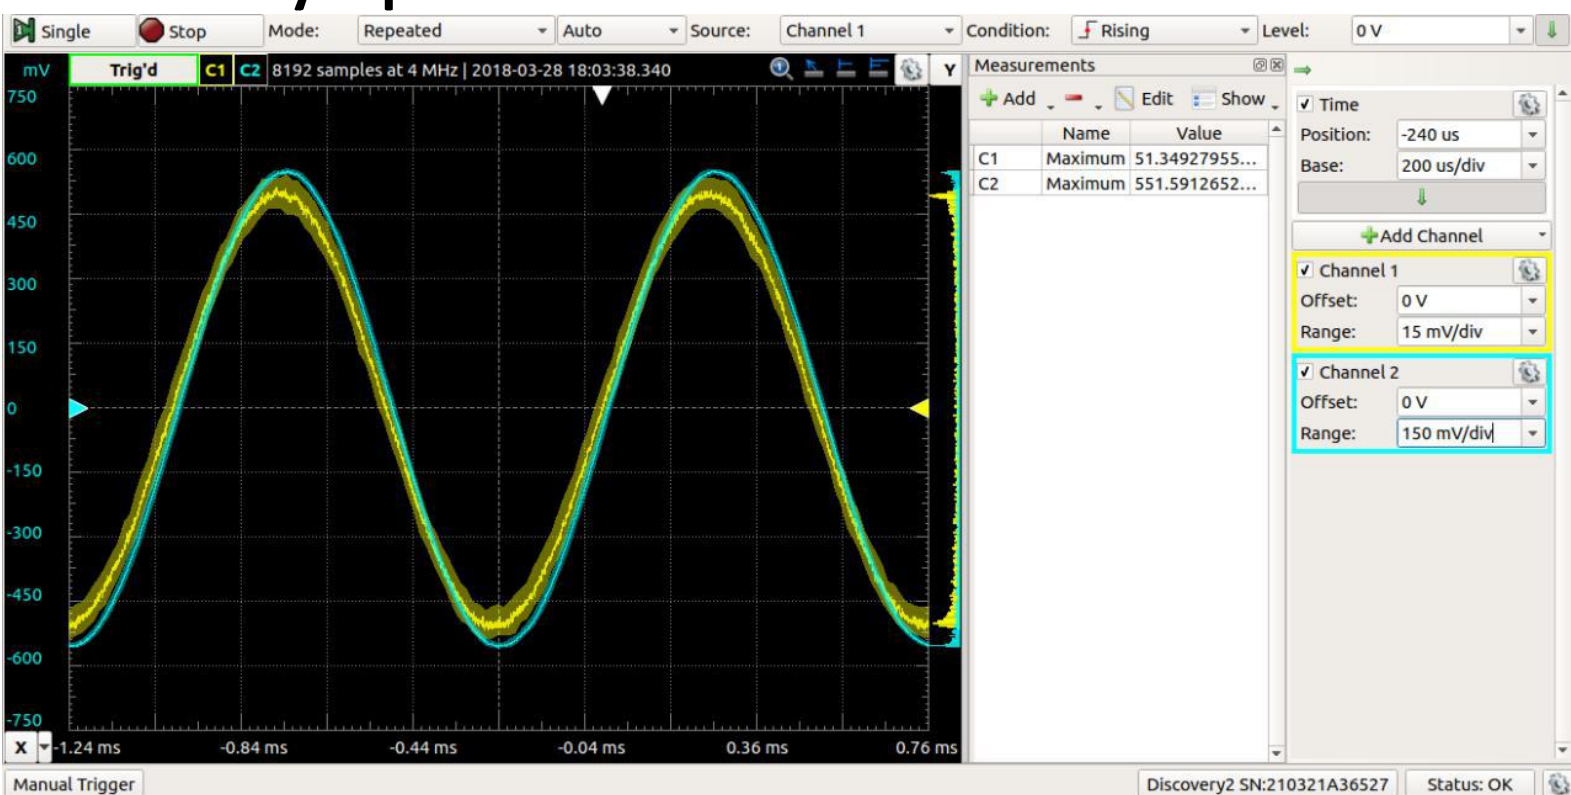 Single Stop Mode: Repeated Auto Source: Channel 1 Condition: Rising Level: 0 V
mV Trig'd C1 C2 8192 samples at 4 MHz | 2018-03-28 18:03:38.340 Y
750
600
450
300
150
0
-150
-300
-450
-600
-750
X -1.24 ms -0.84 ms -0.44 ms -0.04 ms 0.36 ms 0.76 ms
Measurements
Add Edit Show
Name Value
C1 Maximum 51.34927955...
C2 Maximum 551.5912652...
Time
Position: -240 us
Base: 200 us/div
Add Channel
Channel 1
Offset: 0 V
Range: 15 mV/div
Channel 2
Offset: 0 V
Range: 150 mV/div
Manual Trigger Discovery2 SN:210321A36527 Status: OK